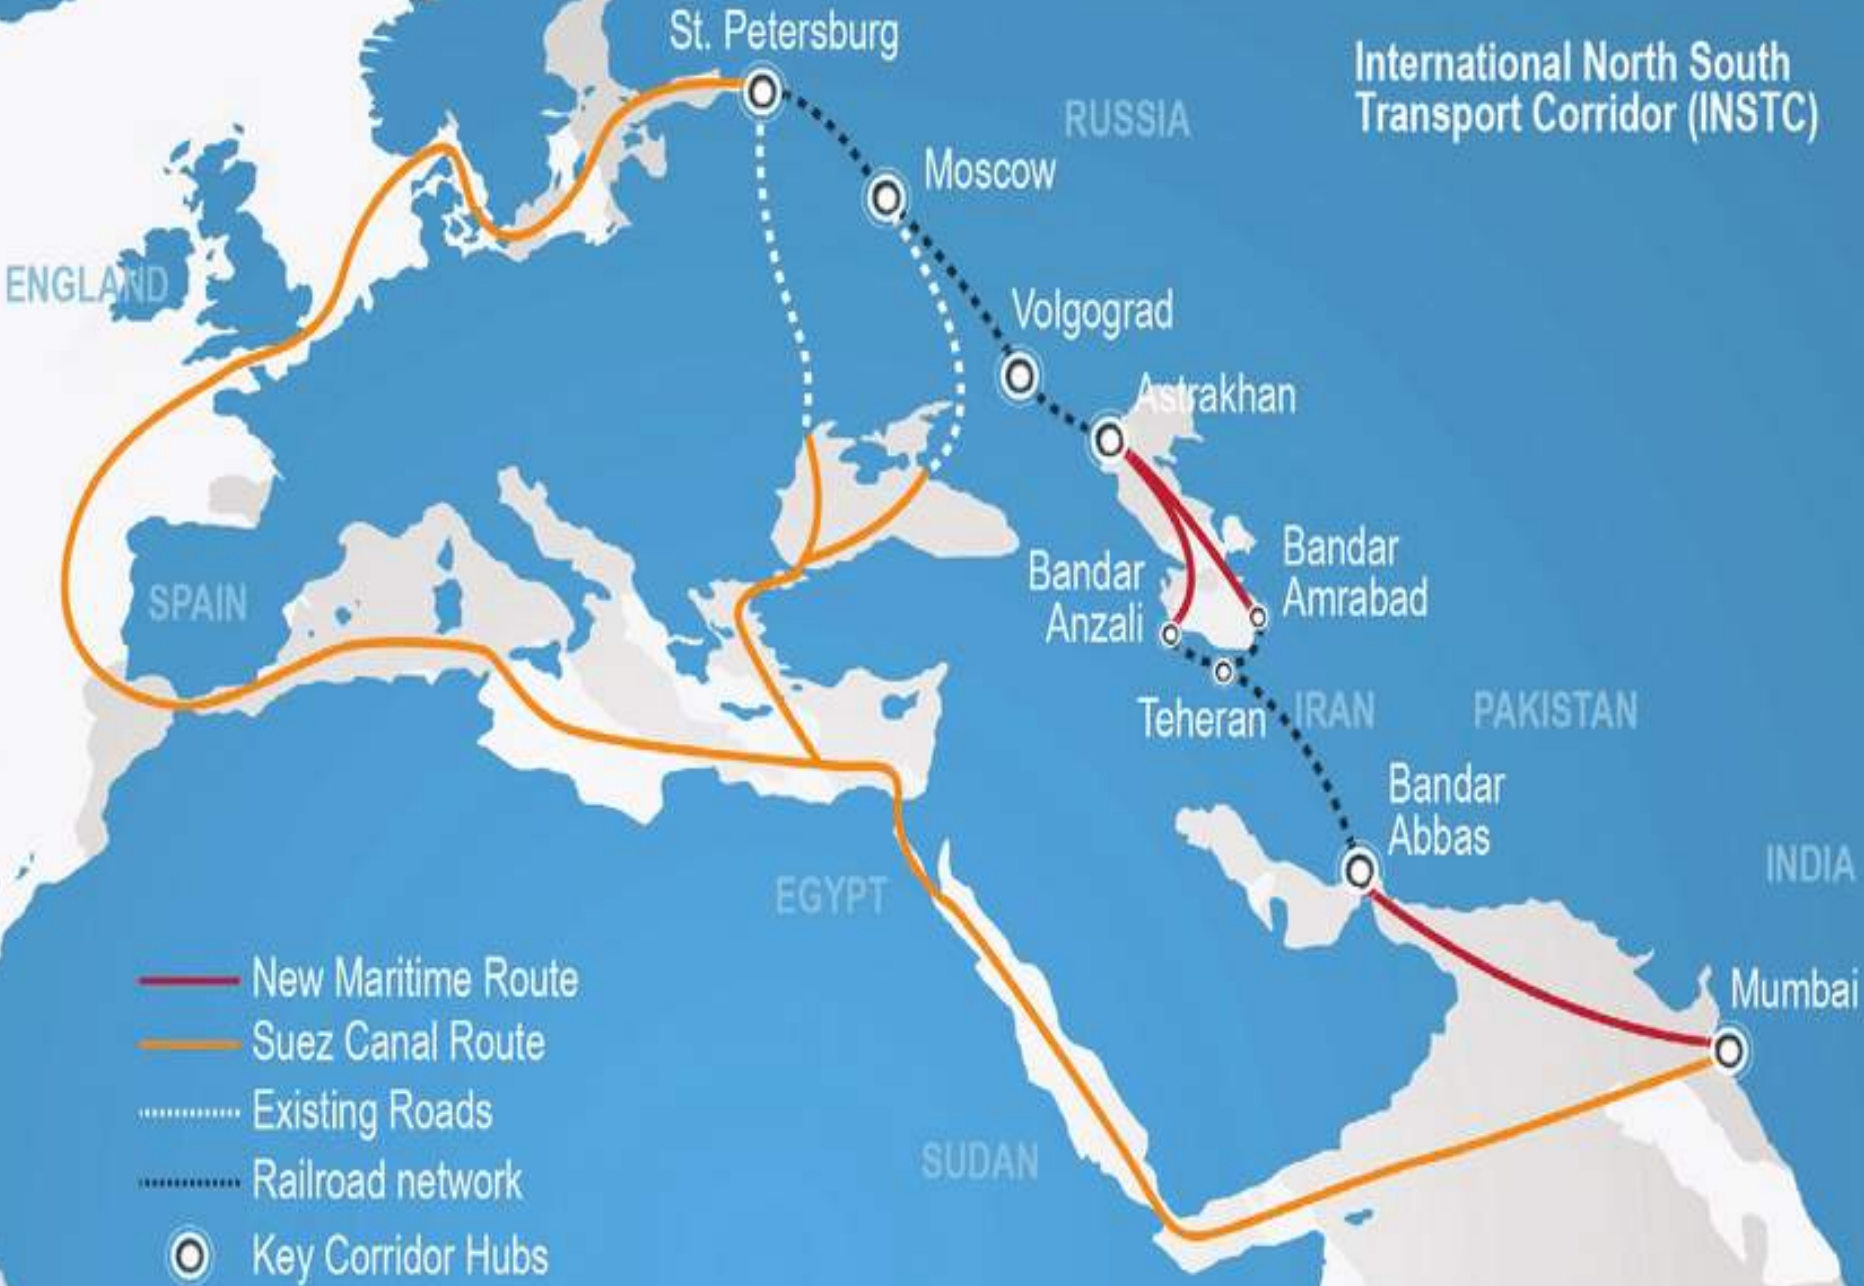 St. Petersburg
International North South
Transport Corridor (INSTC)
RUSSIA
Moscow
ENGLAND
Volgograd
Astrakhan
Bandar
Amrabad
Bandar
Anzali
SPAIN
Teheran
IRAN
PAKISTAN
Bandar
Abbas
INDIA
EGYPT
Mumbai
SUDAN
New Maritime Route
Suez Canal Route
Existing Roads
Railroad network
Key Corridor Hubs